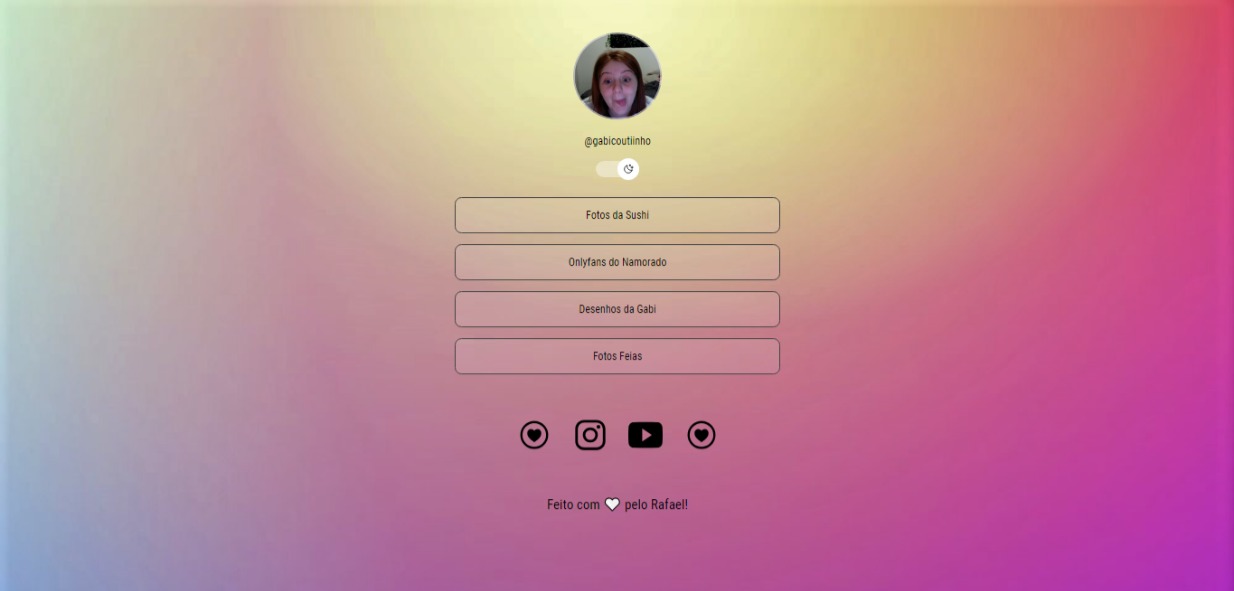 @gabicoutiinho
Fotos da Sushi
Onlyfans do Namorado
Desenhos da Gabi
Fotos Feias
Feito com 🤍 pelo Rafael!